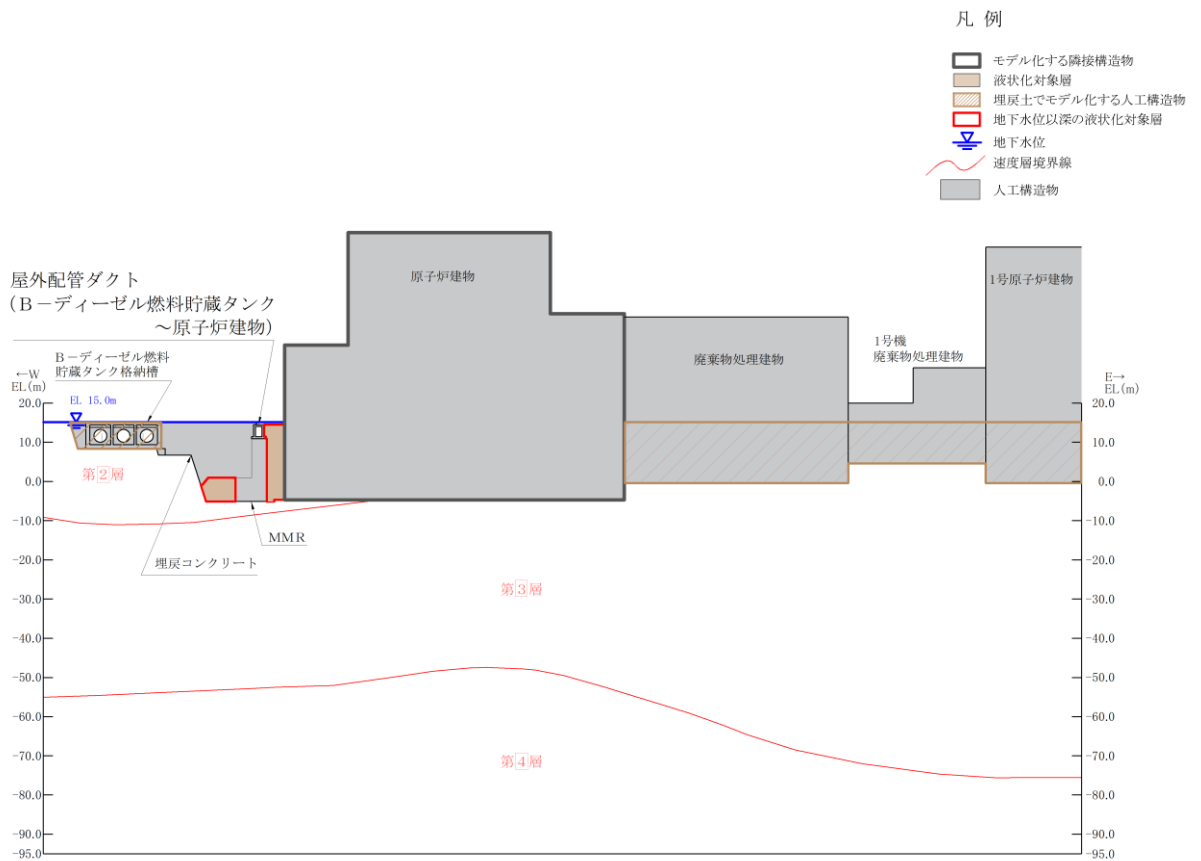 凡 例
モデル化する隣接構造物
液状化対象層
埋戻土でモデル化する人工構造物
地下水位以深の液状化対象層
地下水位
速度層境界線
人工構造物
屋外配管ダクト
(B－ディーゼル燃料貯蔵タンク
～原子炉建物)
原子炉建物
1号原子炉建物
B－ディーゼル燃料
貯蔵タンク格納槽
廃棄物処理建物
1号機
廃棄物処理建物
←W
EL(m)
EL 15.0m
E→
EL(m)
20.0
10.0
0.0
-10.0
-20.0
-30.0
-40.0
-50.0
-60.0
-70.0
-80.0
-90.0
-95.0
第2層
MMR
埋戻コンクリート
第3層
第4層
20.0
10.0
0.0
-10.0
-20.0
-30.0
-40.0
-50.0
-60.0
-70.0
-80.0
-90.0
-95.0